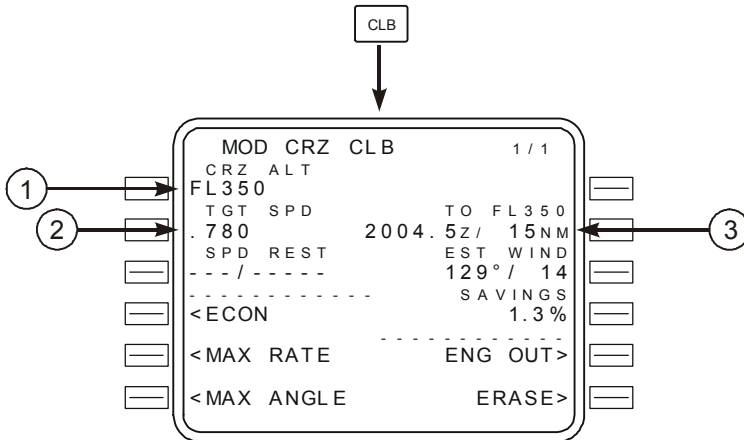 CLB
MOD CRZ CLB 1/1
CRZ ALT
1 FL350
TGT SPD TO FL350
2 .780 2004.5Z/ 15NM 3
SPD REST EST WIND
---/----- 129°/ 14
------------ SAVINGS
<ECON 1.3%
------------
<MAX RATE ENG OUT>
<MAX ANGLE ERASE>